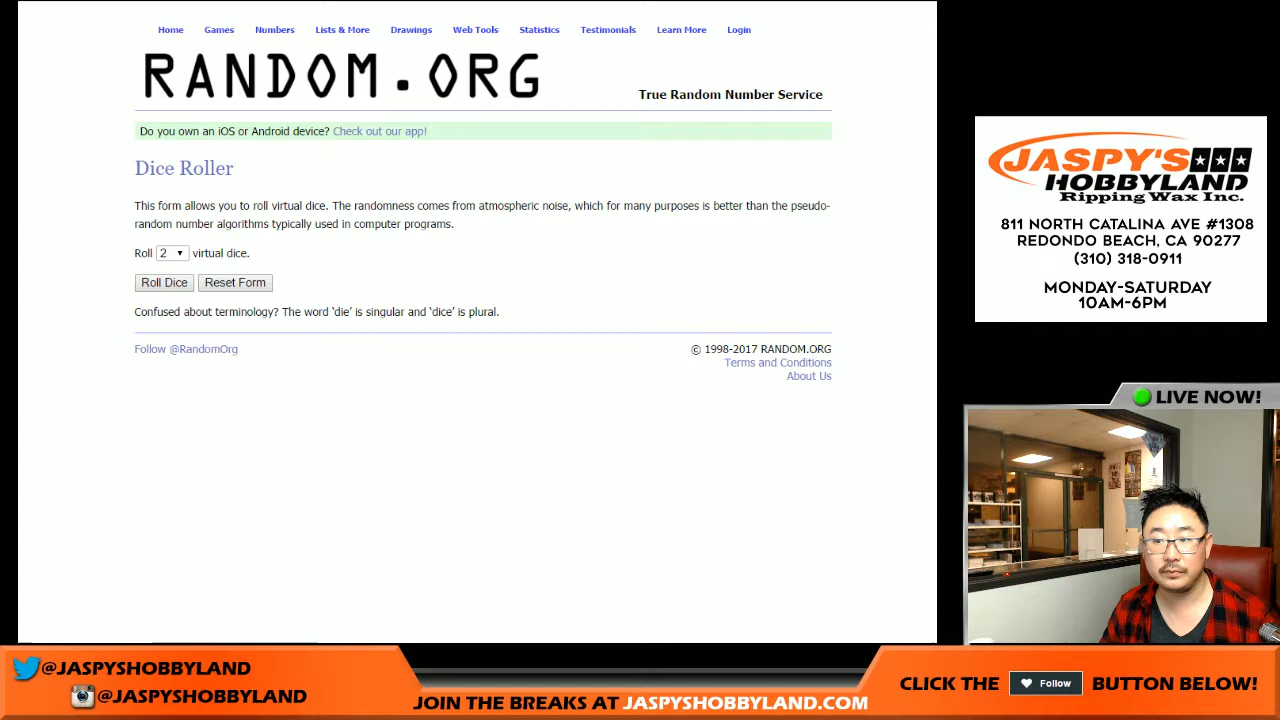 Home Games Numbers Lists & More Drawings Web Tools Statistics Testimonials Learn More Login
RANDOM.ORG
True Random Number Service
Do you own an iOS or Android device? Check out our app!
Dice Roller
This form allows you to roll virtual dice. The randomness comes from atmospheric noise, which for many purposes is better than the pseudo-
random number algorithms typically used in computer programs.
Roll 2 virtual dice.
Roll Dice Reset Form
Confused about terminology? The word ‘die’ is singular and ‘dice’ is plural.
Follow @RandomOrg
© 1998-2017 RANDOM.ORG
Terms and Conditions
About Us
JASPY'S
HOBBYLAND
Ripping Wax Inc.
811 NORTH CATALINA AVE #1308
REDONDO BEACH, CA 90277
(310) 318-0911
MONDAY-SATURDAY
10AM-6PM
LIVE NOW!
@JASPYSHOBBYLAND
@JASPYSHOBBYLAND
JOIN THE BREAKS AT JASPYSHOBBYLAND.COM
CLICK THE Follow BUTTON BELOW!